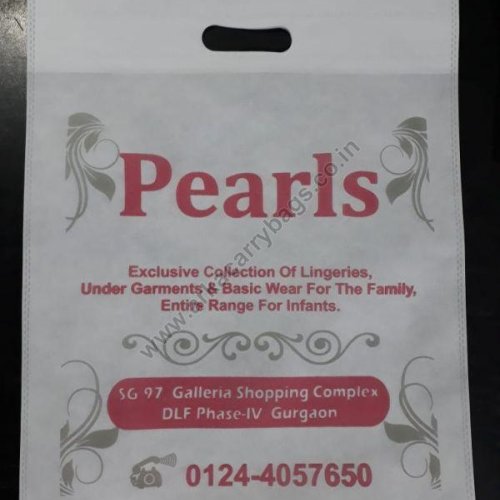 Pearls
Exclusive Collection Of Lingeries,
Under Garments & Basic Wear For The Family,
Entire Range For Infants.
SG 97 Galleria Shopping Complex
DLF Phase-IV Gurgaon
0124-4057650